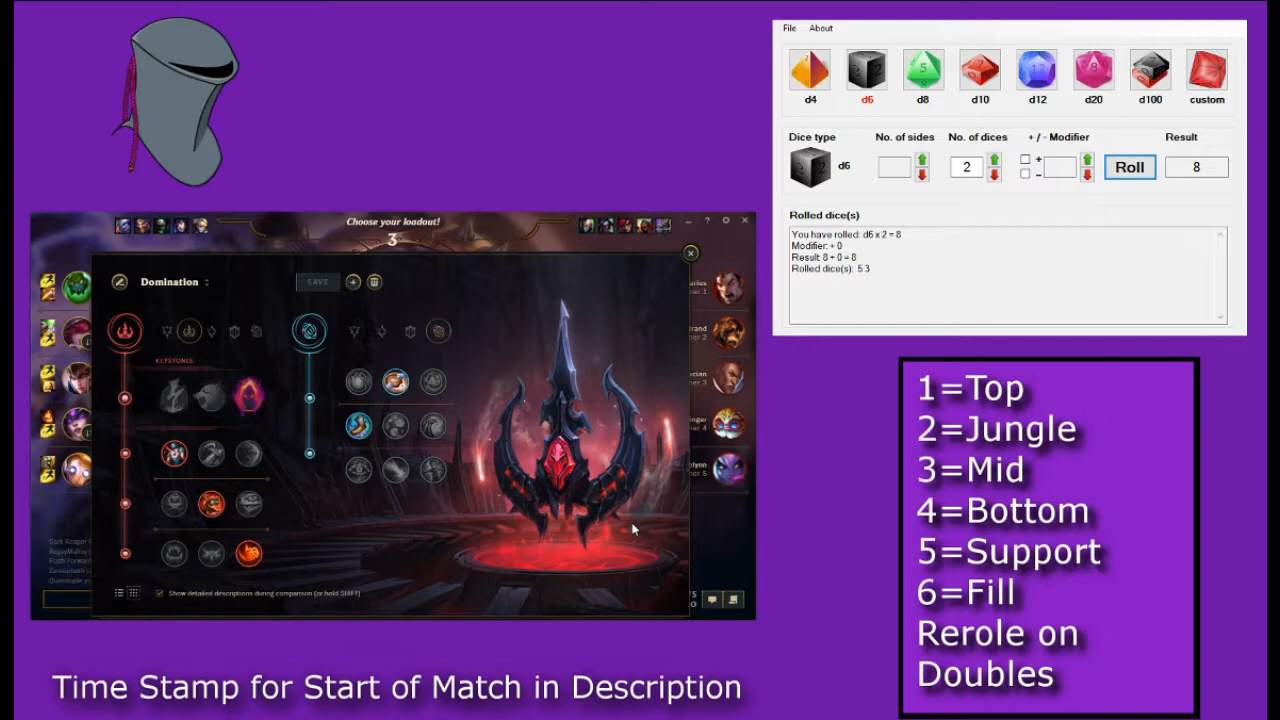 File About
d4 d6 d8 d10 d12 d20 d100 custom
Dice type No. of sides No. of dices + / - Modifier Result
d6 2 + - Roll 8
Rolled dice(s)
You have rolled: d6 x 2 = 8
Modifier: + 0
Result: 8 + 0 = 8
Rolled dice(s): 5 3
Choose your loadout!
3
Domination
SAVE
KEYSTONES
Show detailed descriptions during comparison (or hold SHIFT)
1=Top
2=Jungle
3=Mid
4=Bottom
5=Support
6=Fill
Rerole on
Doubles
Time Stamp for Start of Match in Description